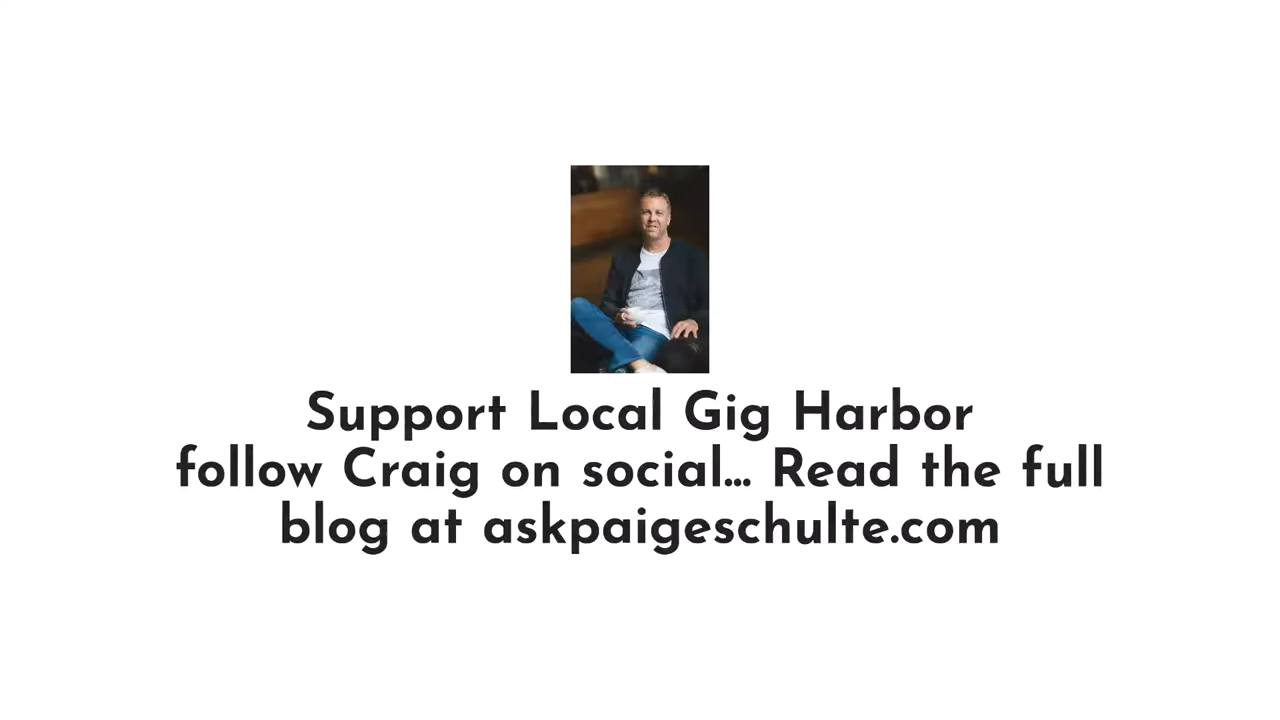 Support Local Gig Harbor
follow Craig on social... Read the full
blog at askpaigeschulte.com